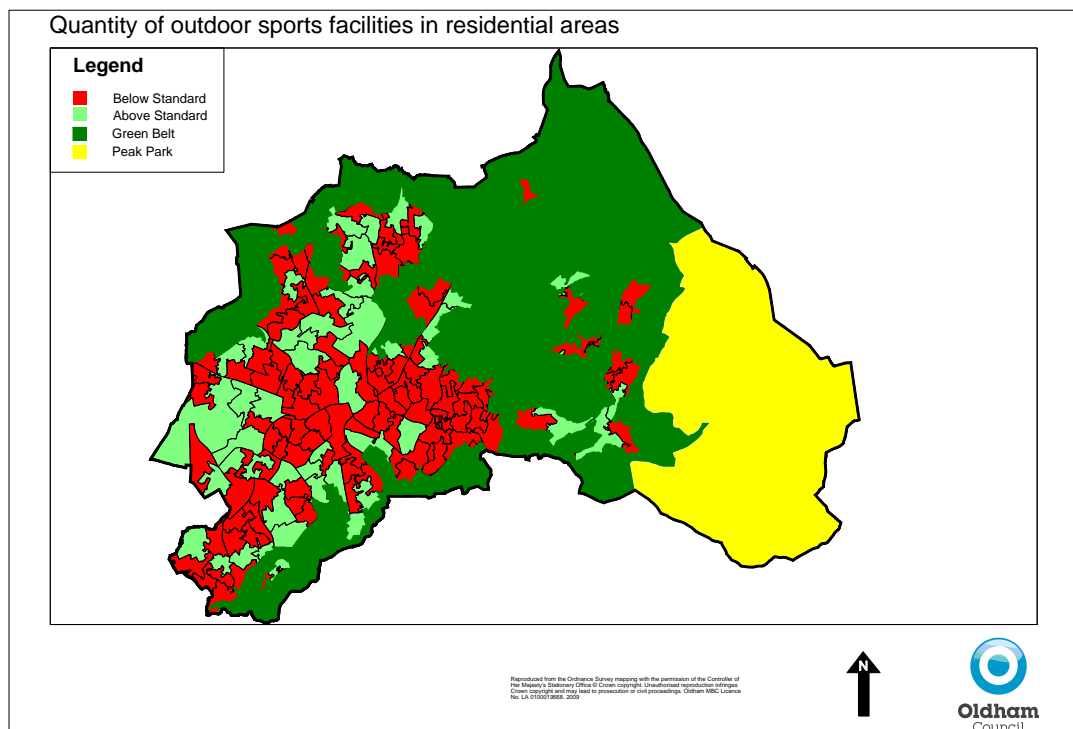 Quantity of outdoor sports facilities in residential areas
Legend
Below Standard
Above Standard
Green Belt
Peak Park
Reproduced from the Ordnance Survey mapping with the permission of the Controller of
Her Majesty's Stationery Office © Crown copyright. Unauthorised reproduction infringes
Crown copyright and may lead to prosecution or civil proceedings. Oldham MBC Licence
No. LA 0100019668. 2009
N
Oldham
Council